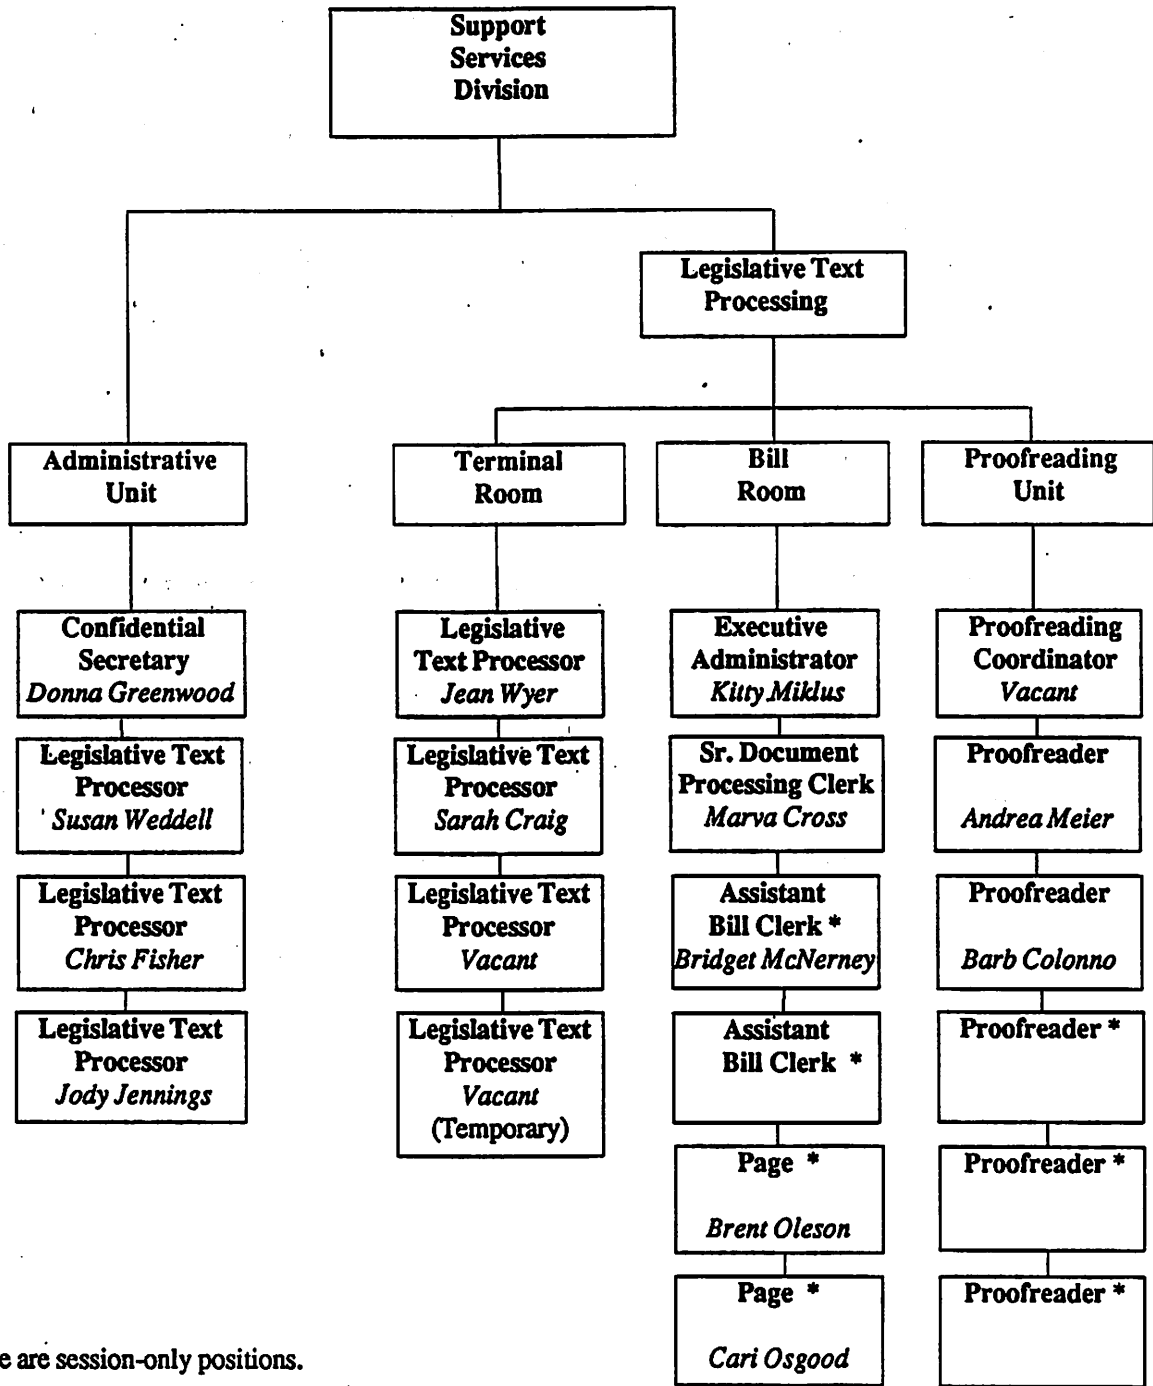 Support
Services
Division
Legislative Text
Processing
Administrative
Unit
Terminal
Room
Bill
Room
Proofreading
Unit
Confidential
Secretary
Donna Greenwood
Legislative Text
Processor
Susan Weddell
Legislative Text
Processor
Chris Fisher
Legislative Text
Processor
Jody Jennings
Legislative
Text Processor
Jean Wyer
Legislative Text
Processor
Sarah Craig
Legislative Text
Processor
Vacant
Legislative Text
Processor
Vacant
(Temporary)
Executive
Administrator
Kitty Miklus
Sr. Document
Processing Clerk
Marva Cross
Assistant
Bill Clerk *
Bridget McNerney
Assistant
Bill Clerk *
Page *
Brent Oleson
Page *
Cari Osgood
Proofreading
Coordinator
Vacant
Proofreader
Andrea Meier
Proofreader
Barb Colonno
Proofreader *
Proofreader *
Proofreader *
e are session-only positions.